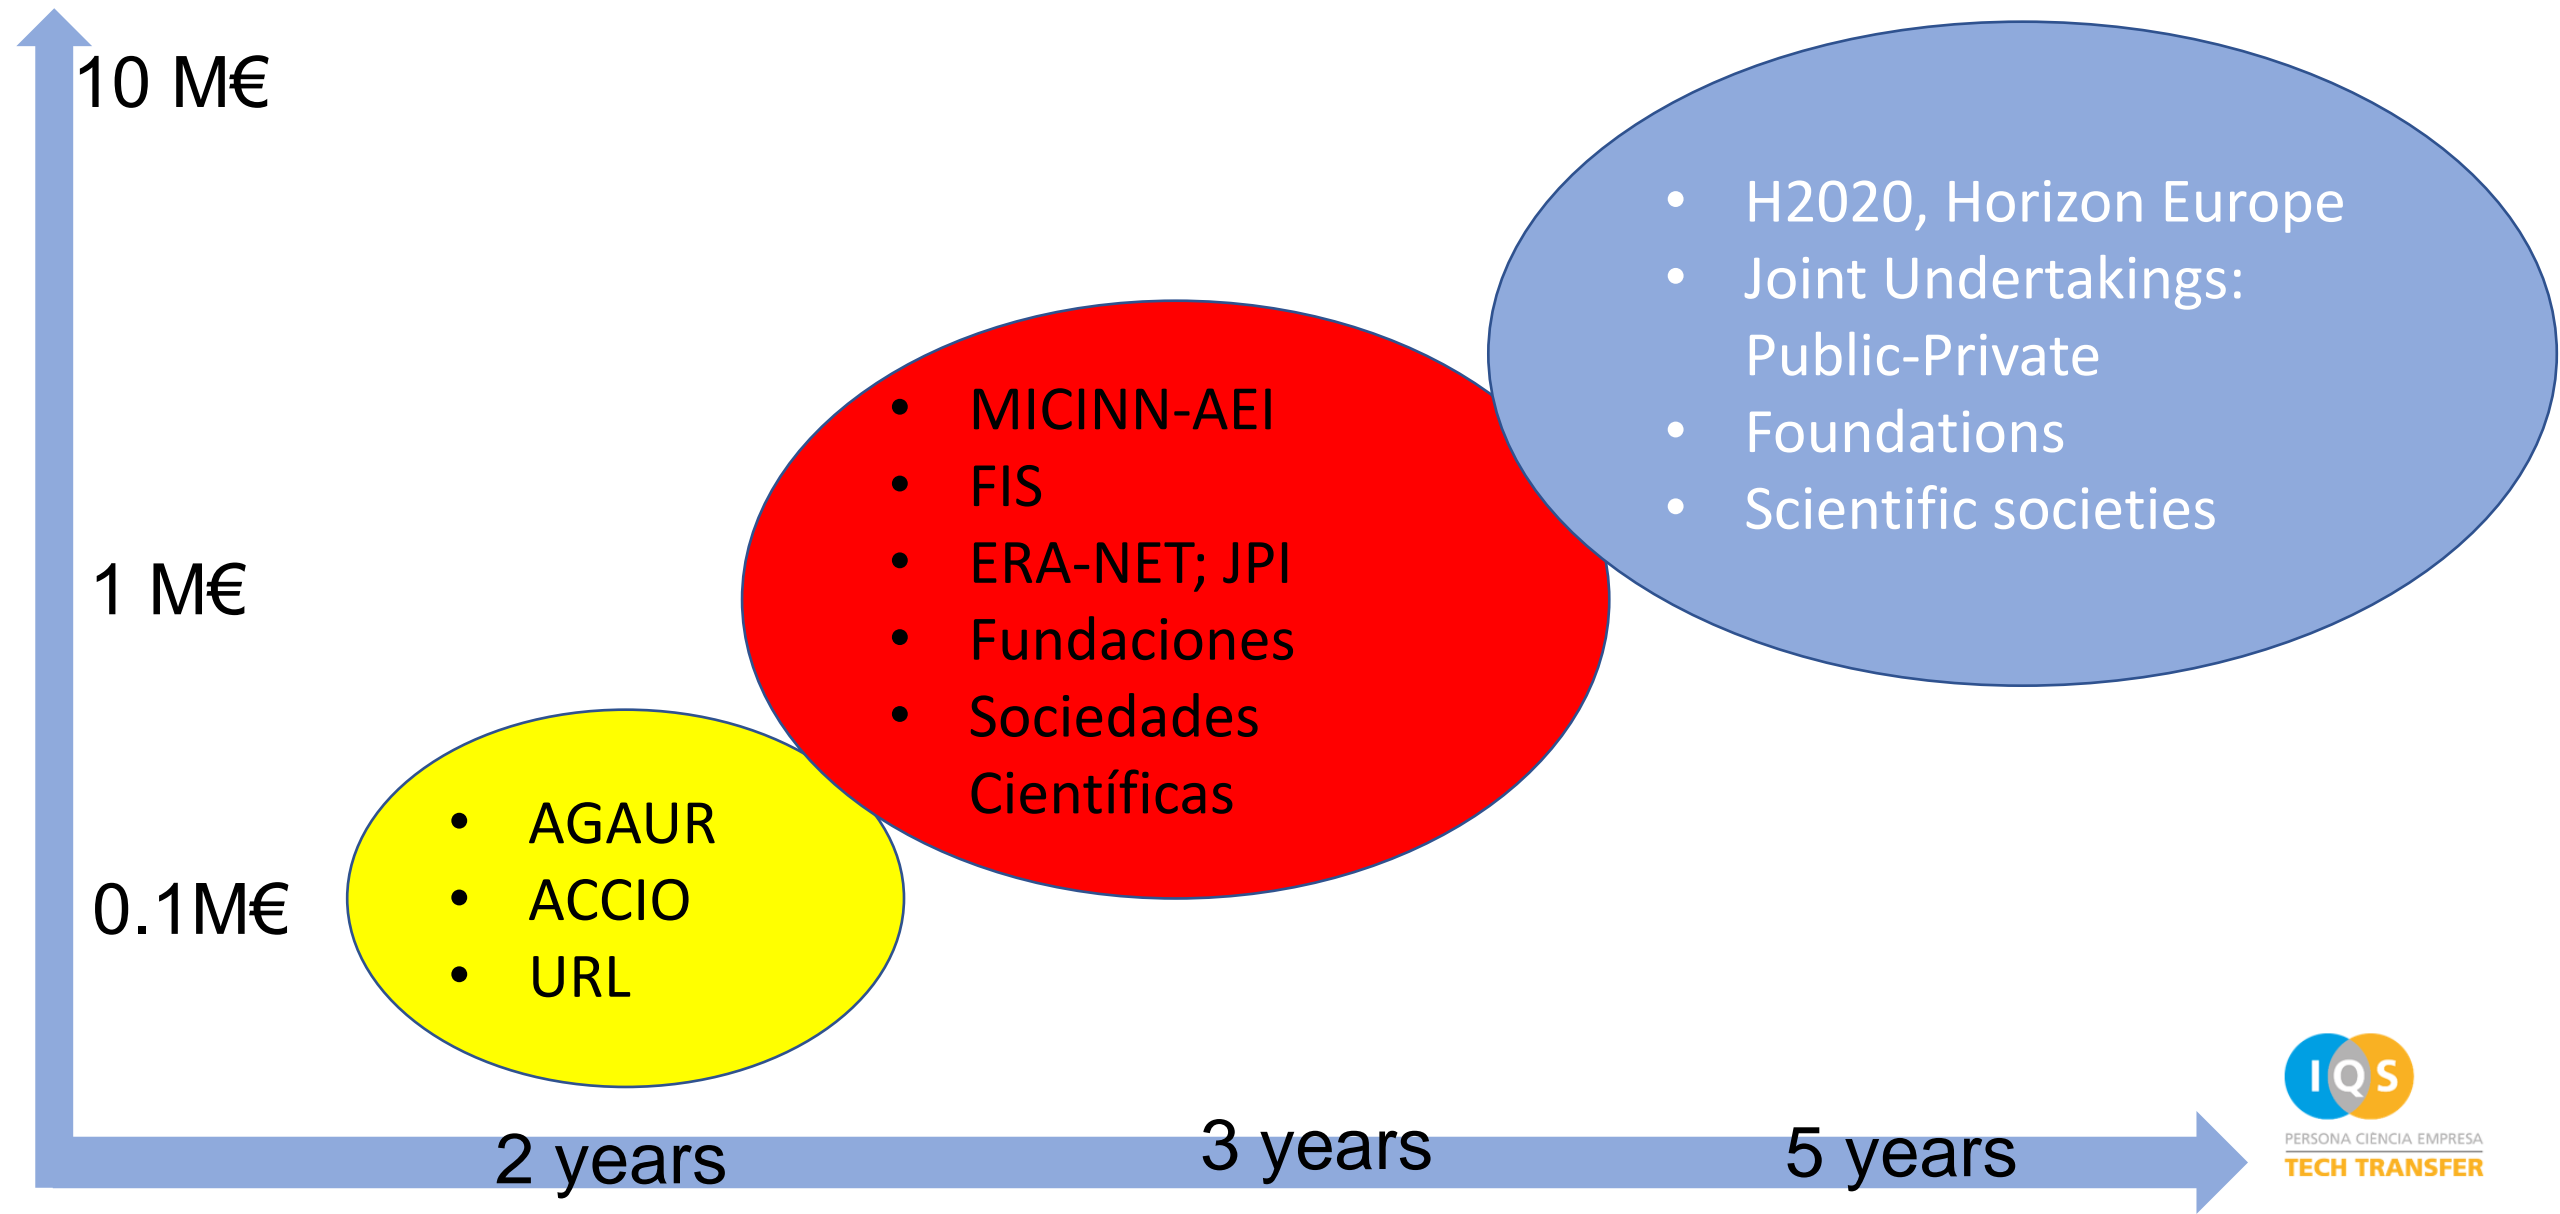 10 M€
1 M€
0.1M€
• H2020, Horizon Europe
• Joint Undertakings:
Public-Private
• Foundations
• Scientific societies
• MICINN-AEI
• FIS
• ERA-NET; JPI
• Fundaciones
• Sociedades
Científicas
• AGAUR
• ACCIO
• URL
2 years
3 years
5 years
IQS
PERSONA CIÈNCIA EMPRESA
TECH TRANSFER